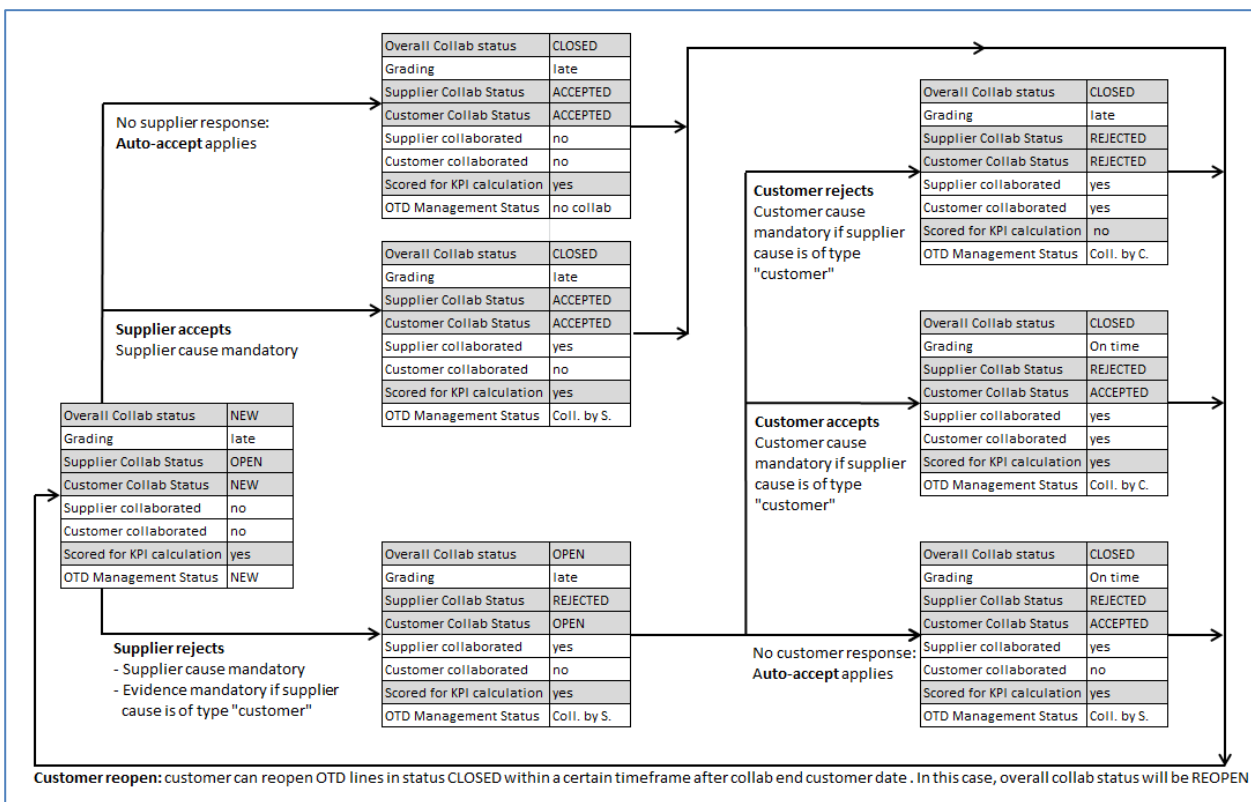 Overall Collab status CLOSED
Grading late
Supplier Collab Status ACCEPTED
Customer Collab Status ACCEPTED
Supplier collaborated no
Customer collaborated no
Scored for KPI calculation yes
OTD Management Status no collab
No supplier response:
Auto-accept applies
Overall Collab status CLOSED
Grading late
Supplier Collab Status ACCEPTED
Customer Collab Status ACCEPTED
Supplier collaborated yes
Customer collaborated no
Scored for KPI calculation yes
OTD Management Status Coll. by S.
Supplier accepts
Supplier cause mandatory
Overall Collab status NEW
Grading late
Supplier Collab Status OPEN
Customer Collab Status NEW
Supplier collaborated no
Customer collaborated no
Scored for KPI calculation yes
OTD Management Status NEW
Supplier rejects
- Supplier cause mandatory
- Evidence mandatory if supplier
cause is of type "customer"
Overall Collab status OPEN
Grading late
Supplier Collab Status REJECTED
Customer Collab Status OPEN
Supplier collaborated yes
Customer collaborated no
Scored for KPI calculation yes
OTD Management Status Coll. by S.
Customer rejects
Customer cause
mandatory if supplier
cause is of type
"customer"
Overall Collab status CLOSED
Grading late
Supplier Collab Status REJECTED
Customer Collab Status REJECTED
Supplier collaborated yes
Customer collaborated yes
Scored for KPI calculation no
OTD Management Status Coll. by C.
Customer accepts
Customer cause
mandatory if supplier
cause is of type
"customer"
Overall Collab status CLOSED
Grading On time
Supplier Collab Status REJECTED
Customer Collab Status ACCEPTED
Supplier collaborated yes
Customer collaborated yes
Scored for KPI calculation yes
OTD Management Status Coll. by C.
No customer response:
Auto-accept applies
Overall Collab status CLOSED
Grading On time
Supplier Collab Status REJECTED
Customer Collab Status ACCEPTED
Supplier collaborated yes
Customer collaborated no
Scored for KPI calculation yes
OTD Management Status Coll. by S.
Customer reopen: customer can reopen OTD lines in status CLOSED within a certain timeframe after collab end customer date . In this case, overall collab status will be REOPEN